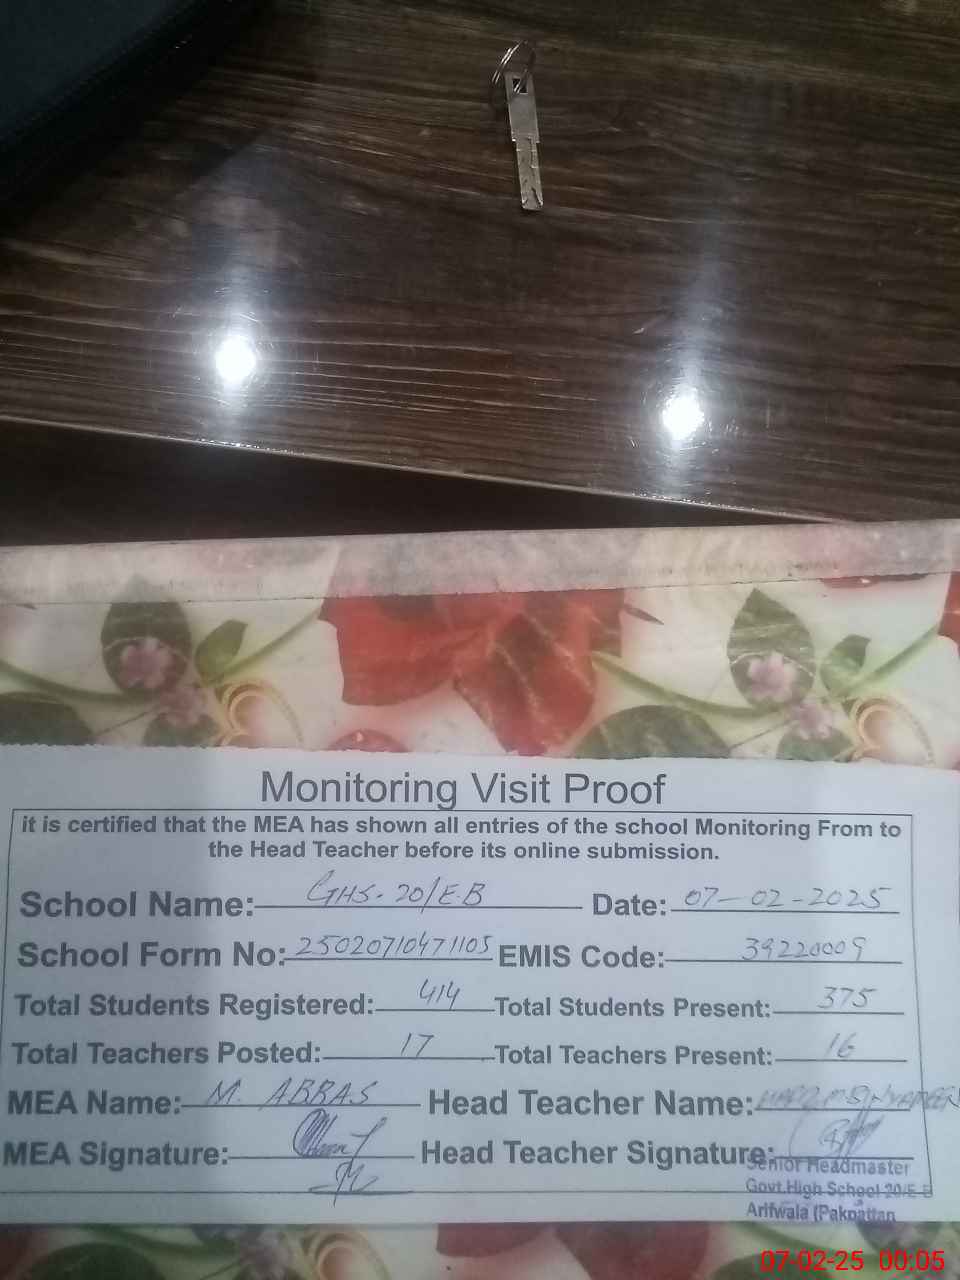 Monitoring Visit Proof
it is certified that the MEA has shown all entries of the school Monitoring From to
the Head Teacher before its online submission.
School Name: GHS-20/E.B Date: 07-02-2025
School Form No: 25020710471105 EMIS Code: 39220009
Total Students Registered: 414 Total Students Present: 375
Total Teachers Posted: 17 Total Teachers Present: 16
MEA Name: M. ABBAS Head Teacher Name:
MEA Signature: Head Teacher Signature:
Senior Headmaster
Govt.High School 20/E.B
Arifwala (Pakpattan
07-02-25 00:05